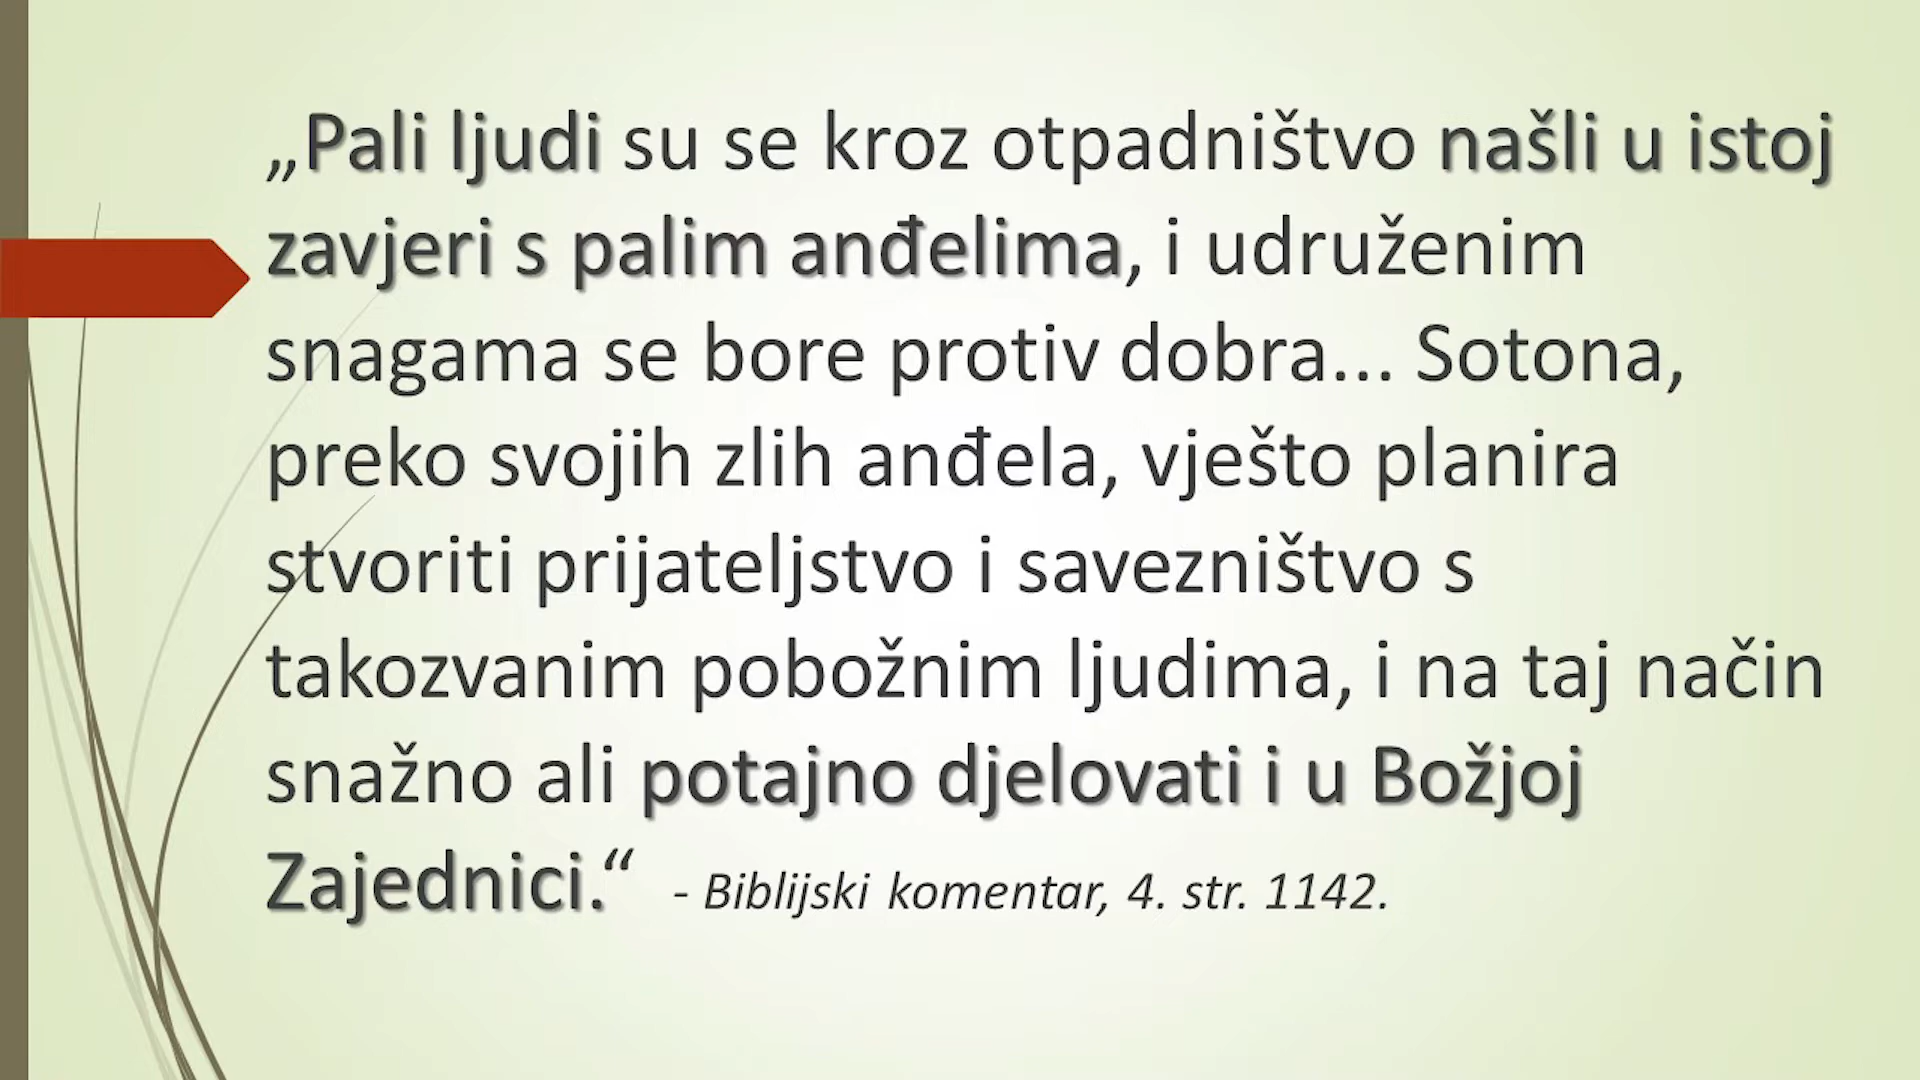 „Pali ljudi su se kroz otpadništvo našli u istoj
zavjeri s palim anđelima, i udruženim
snagama se bore protiv dobra... Sotona,
preko svojih zlih anđela, vješto planira
stvoriti prijateljstvo i savezništvo s
takozvanim pobožnim ljudima, i na taj način
snažno ali potajno djelovati i u Božjoj
Zajednici.“ - Biblijski komentar, 4. str. 1142.